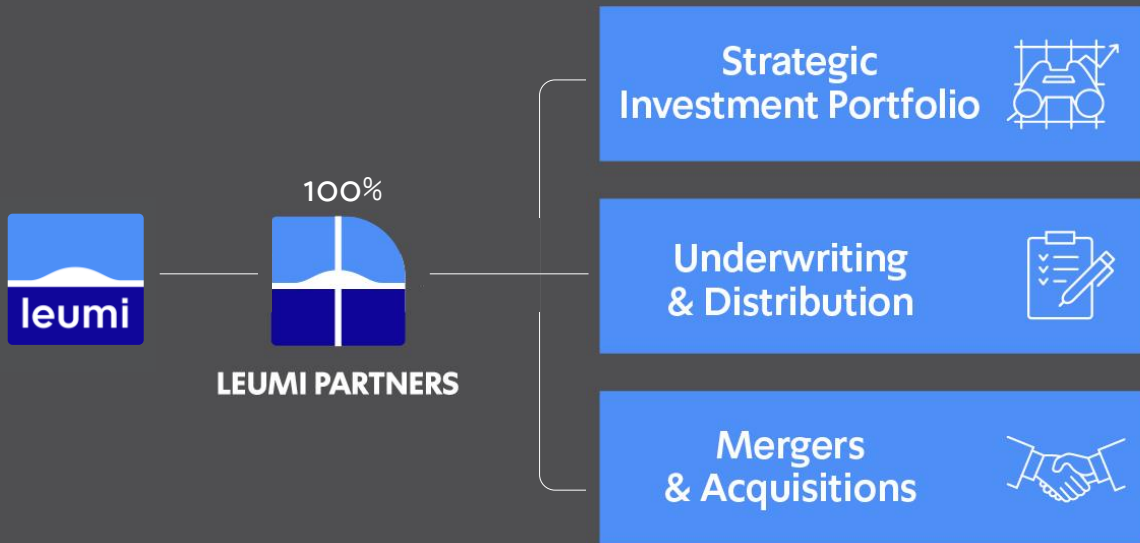 leumi
100%
LEUMI PARTNERS
Strategic
Investment Portfolio
Underwriting
& Distribution
Mergers
& Acquisitions